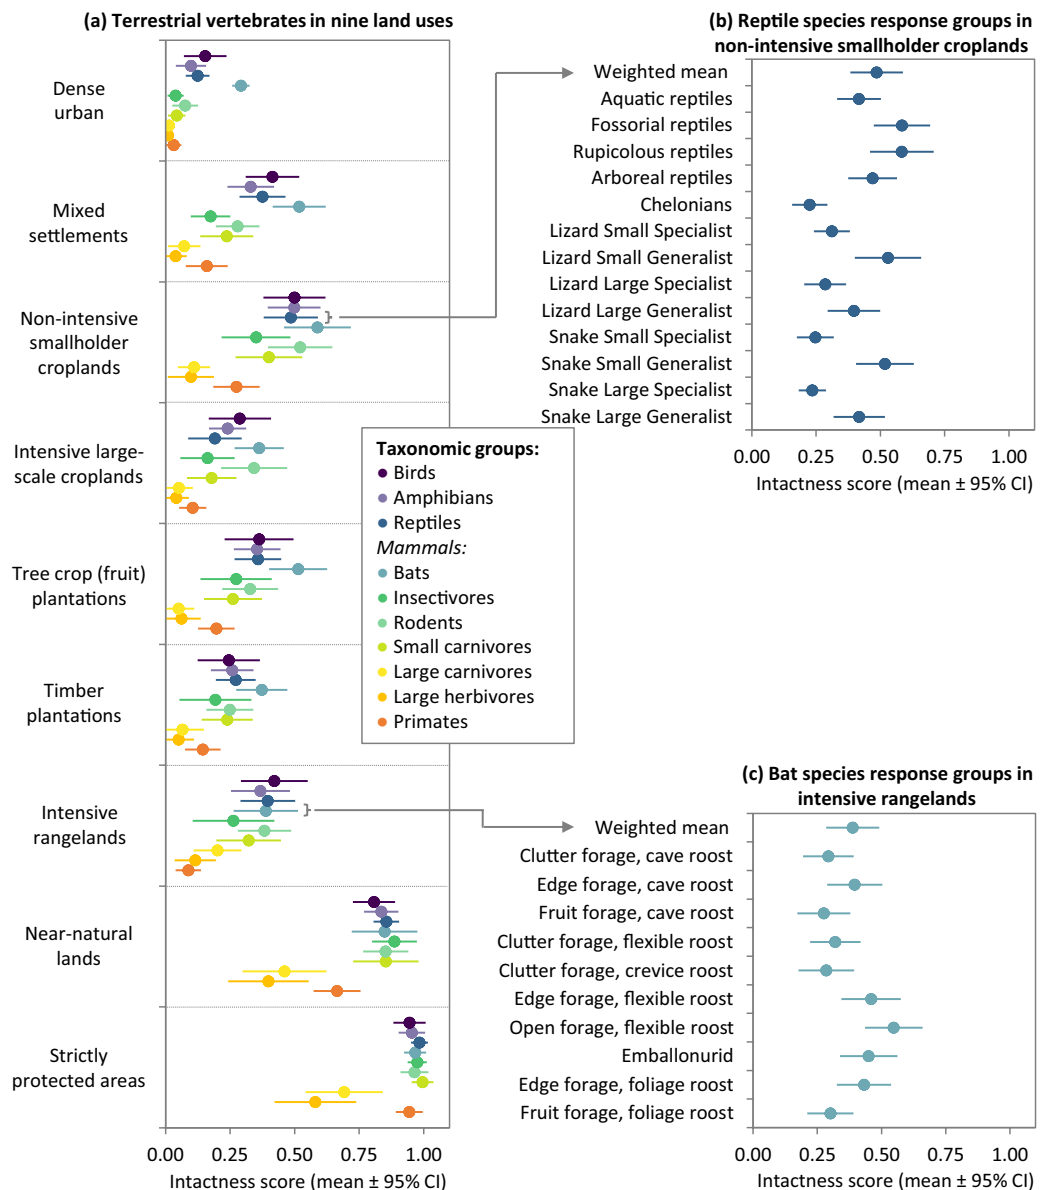 (a) Terrestrial vertebrates in nine land uses
Dense
urban
Mixed
settlements
Non-intensive
smallholder
croplands
Intensive large-
scale croplands
Tree crop (fruit)
plantations
Timber
plantations
Intensive
rangelands
Near-natural
lands
Strictly
protected areas
0.00 0.25 0.50 0.75 1.00
Intactness score (mean ± 95% CI)
Taxonomic groups:
Birds
Amphibians
Reptiles
Mammals:
Bats
Insectivores
Rodents
Small carnivores
Large carnivores
Large herbivores
Primates
(b) Reptile species response groups in
non-intensive smallholder croplands
Weighted mean
Aquatic reptiles
Fossorial reptiles
Rupicolous reptiles
Arboreal reptiles
Chelonians
Lizard Small Specialist
Lizard Small Generalist
Lizard Large Specialist
Lizard Large Generalist
Snake Small Specialist
Snake Small Generalist
Snake Large Specialist
Snake Large Generalist
0.00 0.25 0.50 0.75 1.00
Intactness score (mean ± 95% CI)
(c) Bat species response groups in
intensive rangelands
Weighted mean
Clutter forage, cave roost
Edge forage, cave roost
Fruit forage, cave roost
Clutter forage, flexible roost
Clutter forage, crevice roost
Edge forage, flexible roost
Open forage, flexible roost
Emballonurid
Edge forage, foliage roost
Fruit forage, foliage roost
0.00 0.25 0.50 0.75 1.00
Intactness score (mean ± 95% CI)